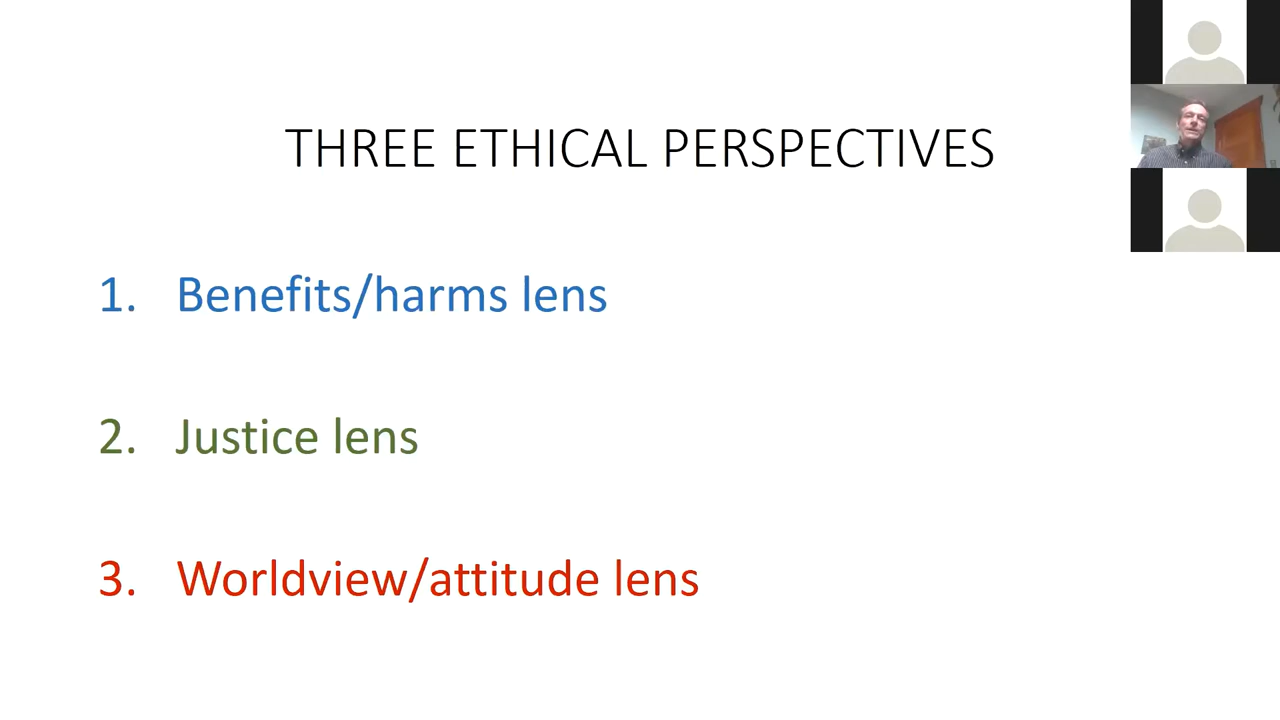 THREE ETHICAL PERSPECTIVES
1. Benefits/harms lens
2. Justice lens
3. Worldview/attitude lens